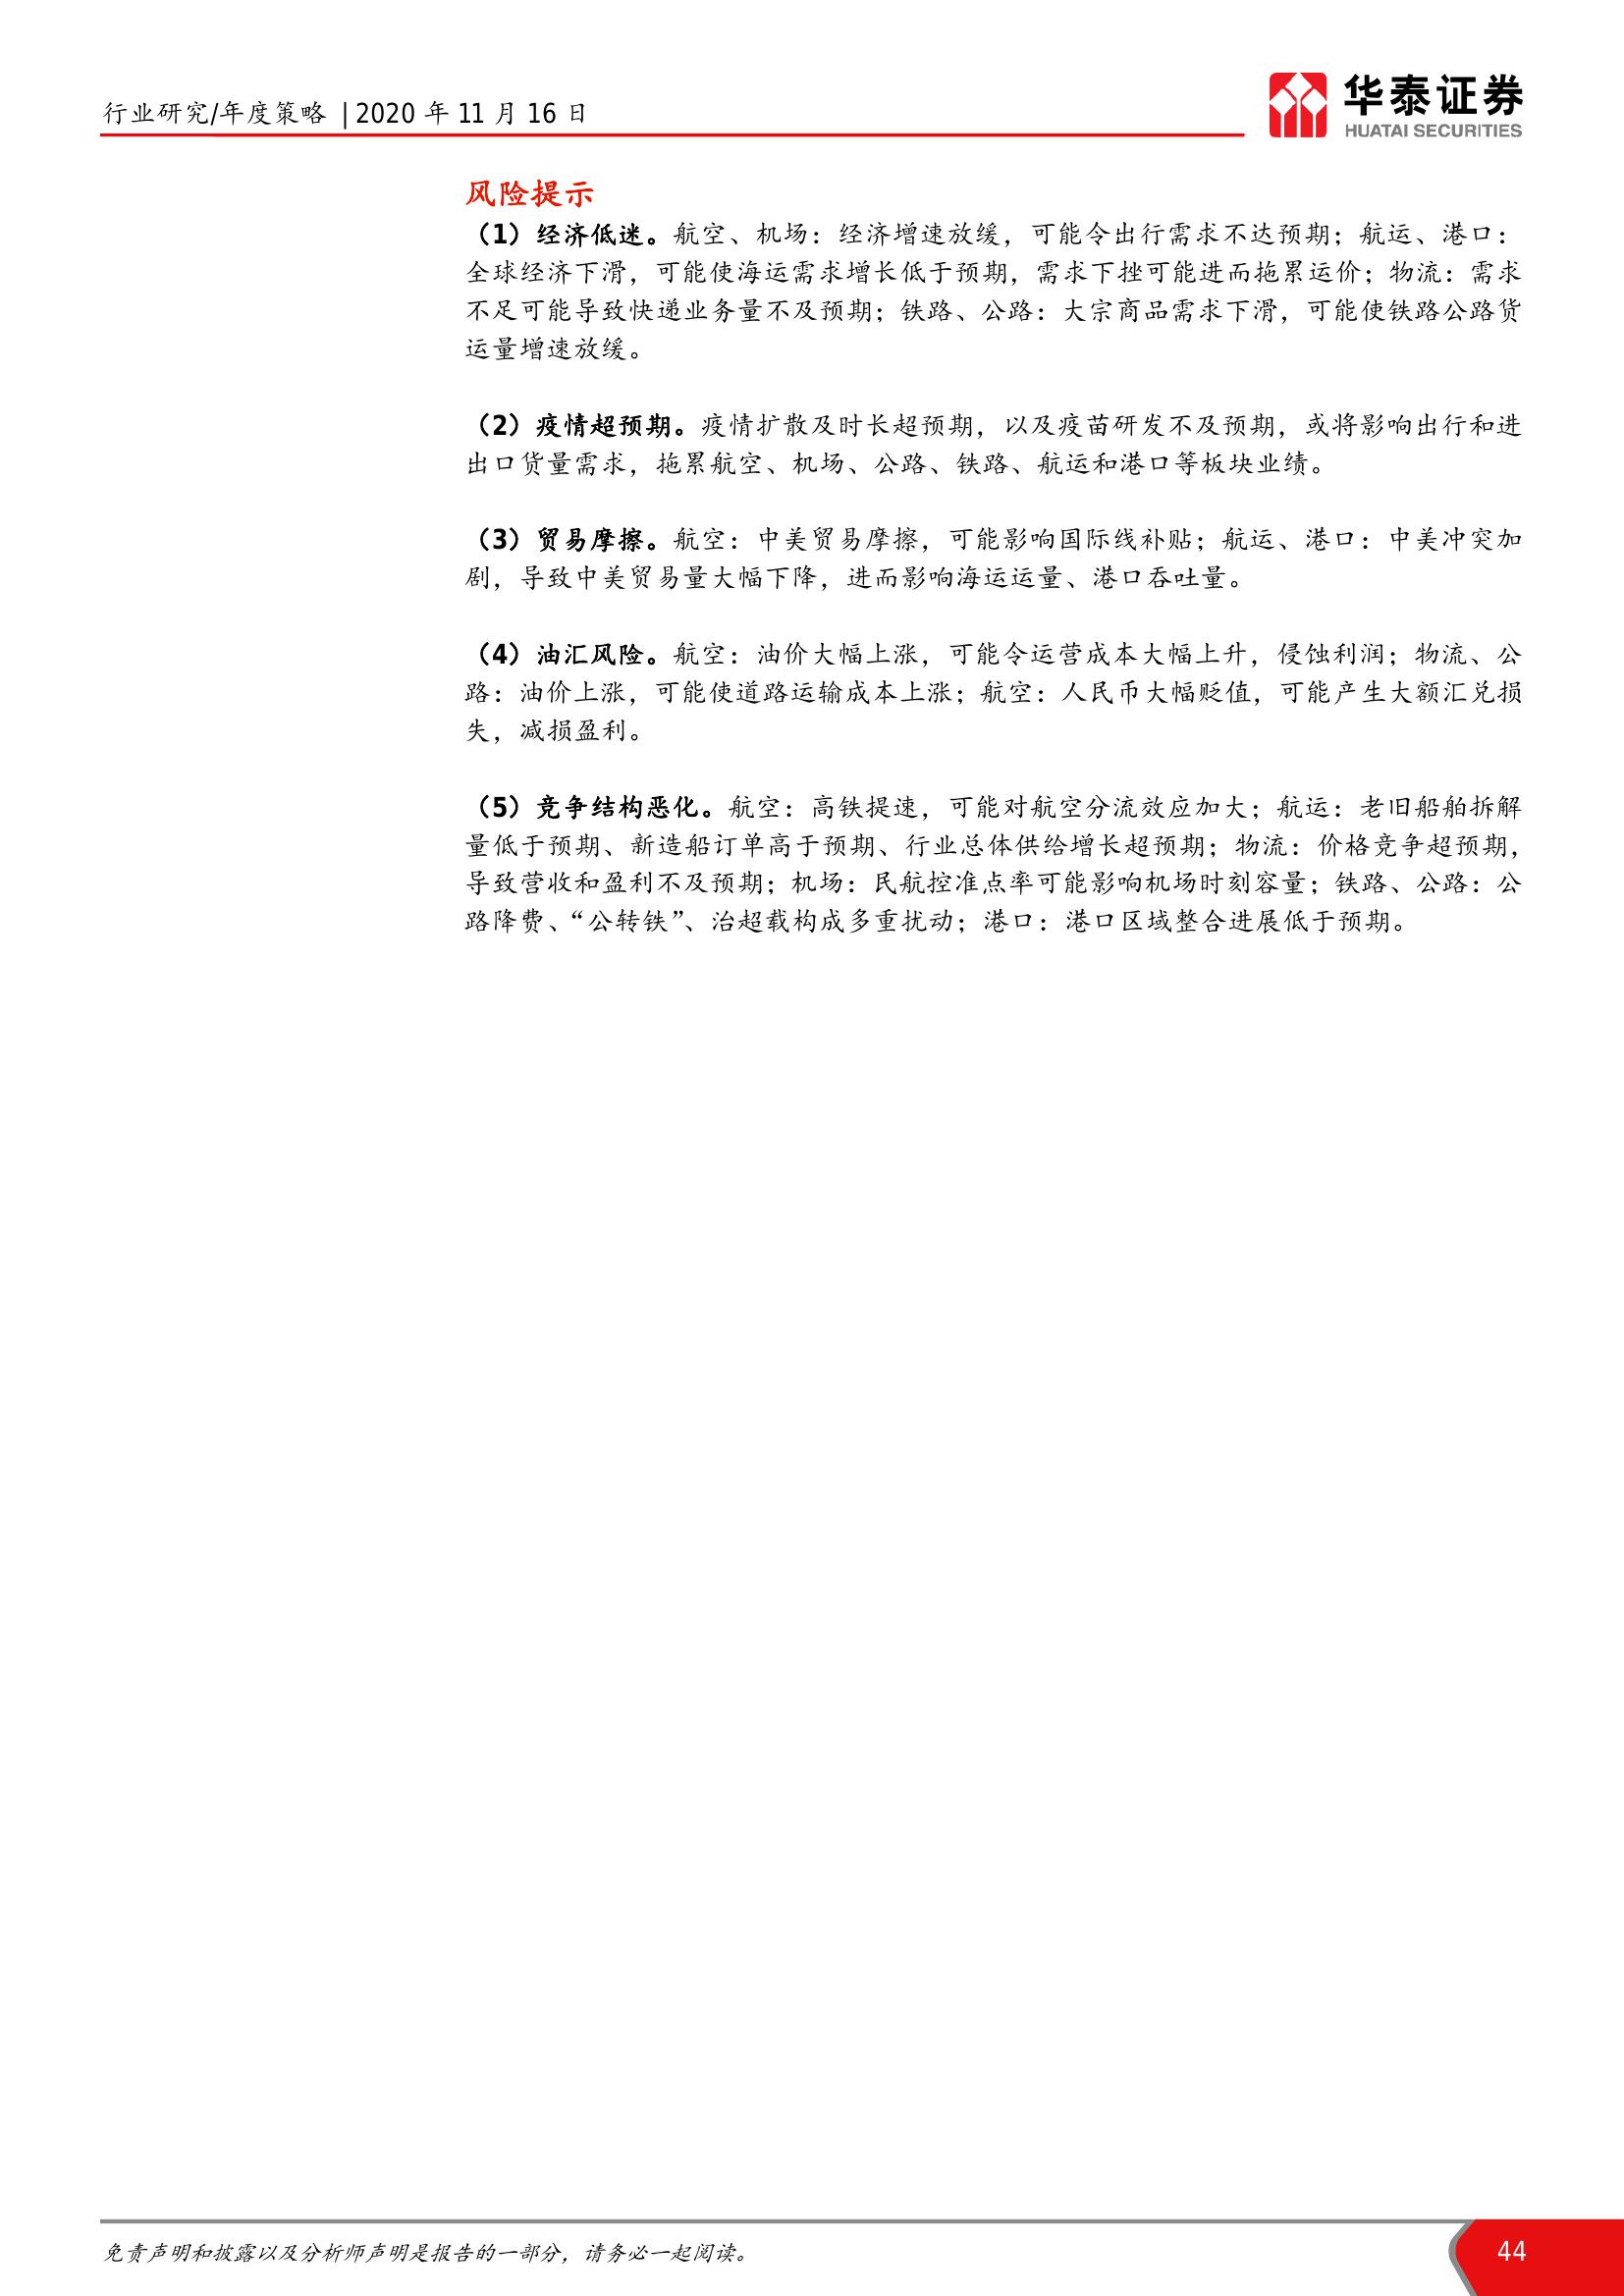 行业研究/年度策略 | 2020 年 11 月 16 日
华泰证券
HUATAI SECURITIES
风险提示
（1）经济低迷。航空、机场：经济增速放缓，可能令出行需求不达预期；航运、港口：
全球经济下滑，可能使海运需求增长低于预期，需求下挫可能进而拖累运价；物流：需求
不足可能导致快递业务量不及预期；铁路、公路：大宗商品需求下滑，可能使铁路公路货
运量增速放缓。
（2）疫情超预期。疫情扩散及时长超预期，以及疫苗研发不及预期，或将影响出行和进
出口货量需求，拖累航空、机场、公路、铁路、航运和港口等板块业绩。
（3）贸易摩擦。航空：中美贸易摩擦，可能影响国际线补贴；航运、港口：中美冲突加
剧，导致中美贸易量大幅下降，进而影响海运运量、港口吞吐量。
（4）油汇风险。航空：油价大幅上涨，可能令运营成本大幅上升，侵蚀利润；物流、公
路：油价上涨，可能使道路运输成本上涨；航空：人民币大幅贬值，可能产生大额汇兑损
失，减损盈利。
（5）竞争结构恶化。航空：高铁提速，可能对航空分流效应加大；航运：老旧船舶拆解
量低于预期、新造船订单高于预期、行业总体供给增长超预期；物流：价格竞争超预期，
导致营收和盈利不及预期；机场：民航控准点率可能影响机场时刻容量；铁路、公路：公
路降费、“公转铁”、治超载构成多重扰动；港口：港口区域整合进展低于预期。
免责声明和披露以及分析师声明是报告的一部分，请务必一起阅读。
44